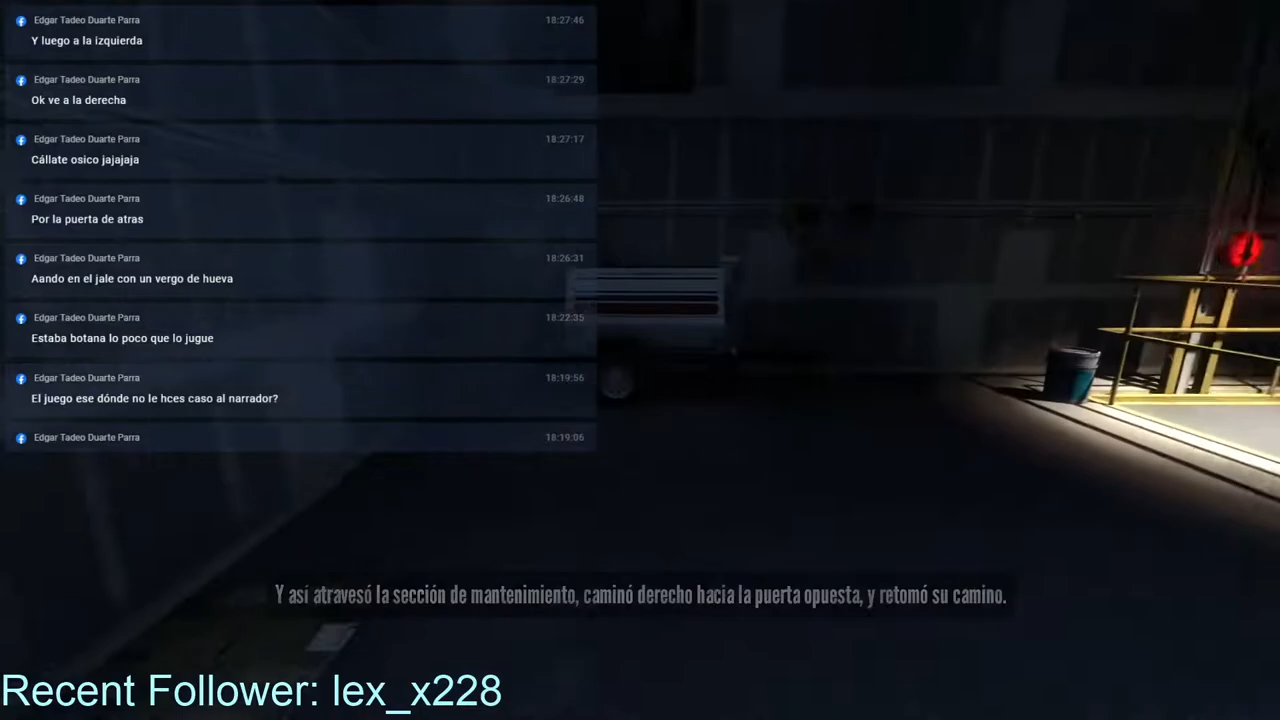 Edgar Tadeo Duarte Parra 18:27:46
Y luego a la izquierda
Edgar Tadeo Duarte Parra 18:27:29
Ok ve a la derecha
Edgar Tadeo Duarte Parra 18:27:17
Cállate osico jajajaja
Edgar Tadeo Duarte Parra 18:26:48
Por la puerta de atras
Edgar Tadeo Duarte Parra 18:26:31
Aando en el jale con un vergo de hueva
Edgar Tadeo Duarte Parra 18:22:35
Estaba botana lo poco que lo jugue
Edgar Tadeo Duarte Parra 18:19:56
El juego ese dónde no le hces caso al narrador?
Edgar Tadeo Duarte Parra 18:19:06
Y así atravesó la sección de mantenimiento, caminó derecho hacia la puerta opuesta, y retomó su camino.
Recent Follower: lex_x228